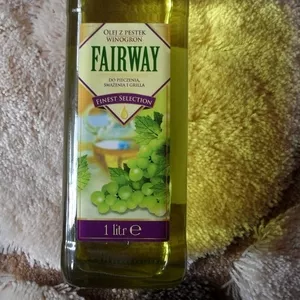 OLEJ Z PESTEK
WINOGRON
FAIRWAY
DO PIECZENIA,
SMAŻENIA I GRILLA
FINEST SELECTION
1 litr ℮